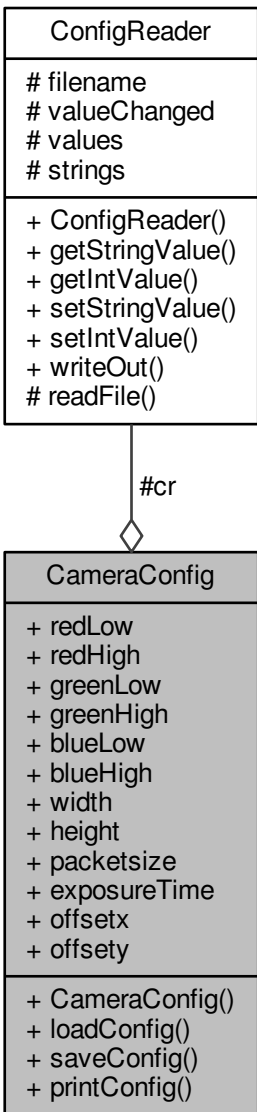 ConfigReader
# filename
# valueChanged
# values
# strings
+ ConfigReader()
+ getStringValue()
+ getIntValue()
+ setStringValue()
+ setIntValue()
+ writeOut()
# readFile()
#cr
CameraConfig
+ redLow
+ redHigh
+ greenLow
+ greenHigh
+ blueLow
+ blueHigh
+ width
+ height
+ packetsize
+ exposureTime
+ offsetx
+ offsety
+ CameraConfig()
+ loadConfig()
+ saveConfig()
+ printConfig()